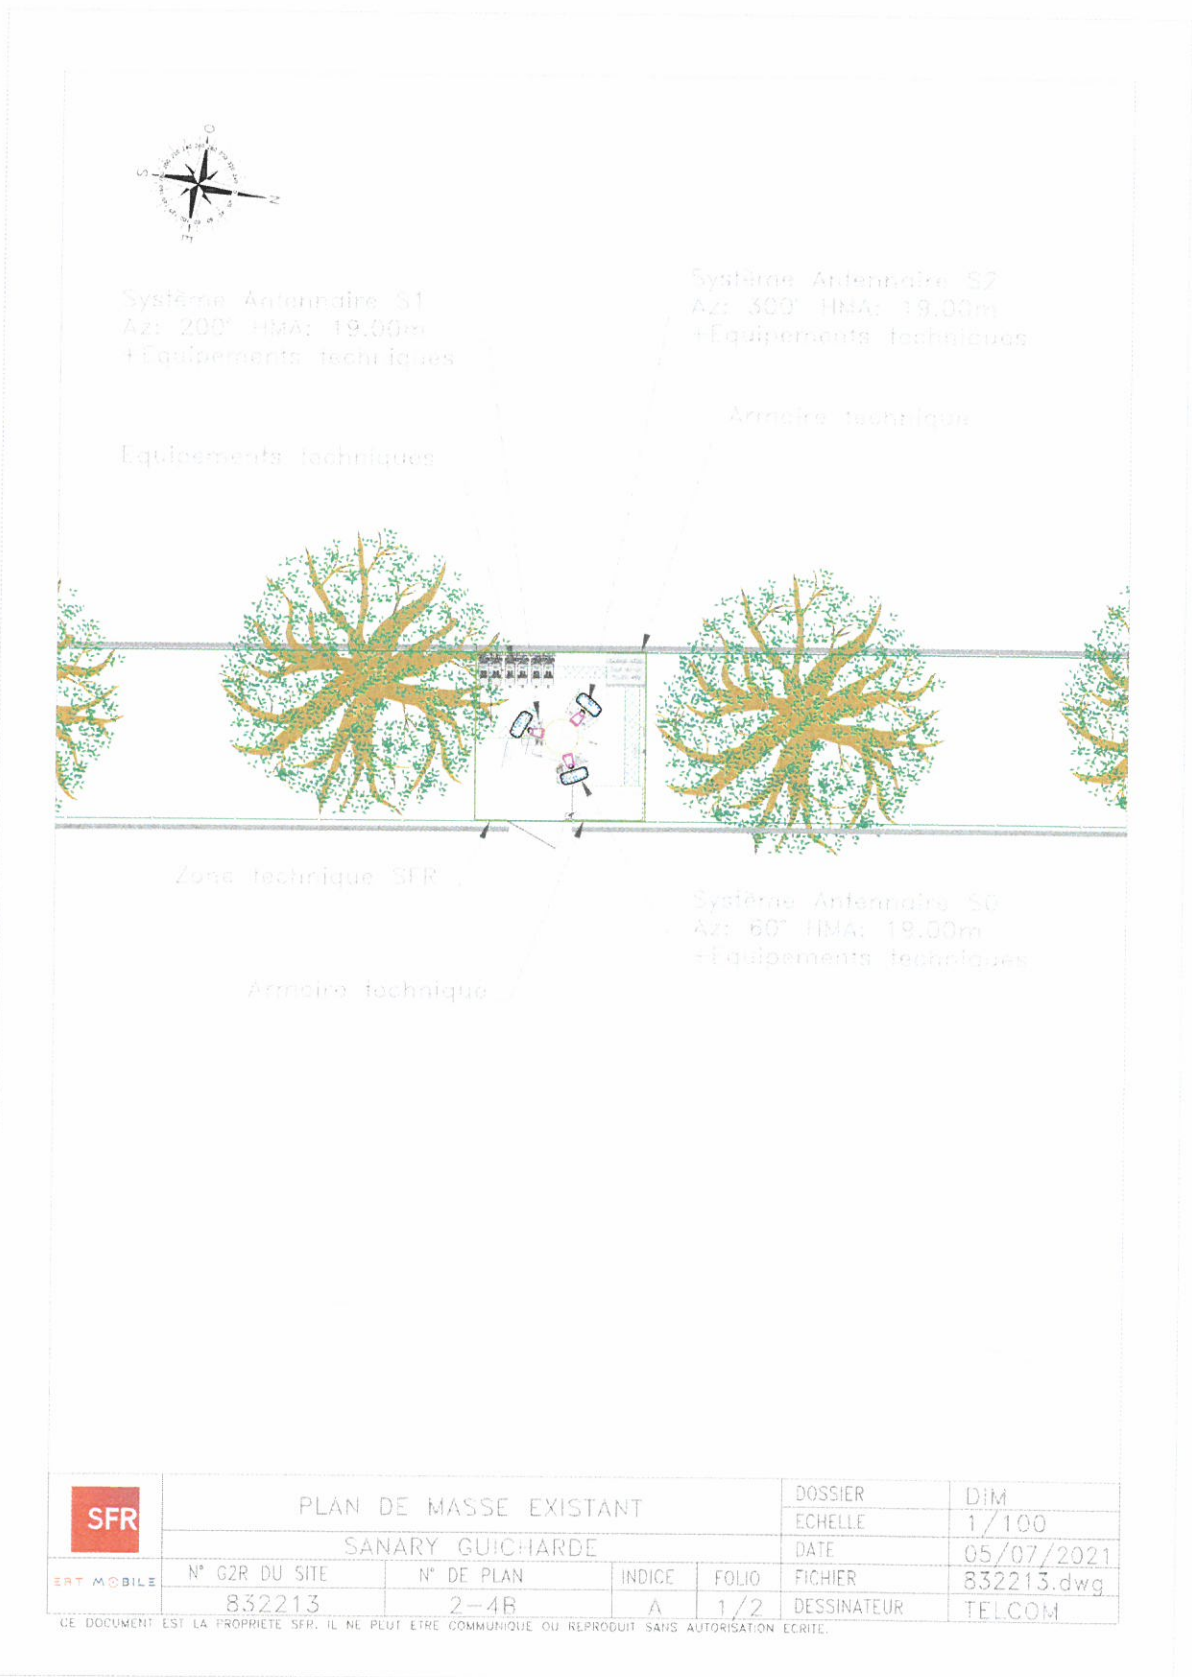 O
S
N
E
Système Antennaire S1
Az: 200° HMA: 19.00m
+Equipements techniques
Système Antennaire S2
Az: 300° HMA: 19.00m
+Equipements techniques
Armoire technique
Equipements techniques
Zone technique SFR
Système Antennaire S0
Az: 60° HMA: 19.00m
+Equipements techniques
Armoire technique
SFR
ERT MOBILE
PLAN DE MASSE EXISTANT
SANARY GUICHARDE
N° G2R DU SITE
N° DE PLAN
INDICE
FOLIO
832213
2-4B
A
1/2
DOSSIER
DIM
ECHELLE
1/100
DATE
05/07/2021
FICHIER
832213.dwg
DESSINATEUR
TELCOM
CE DOCUMENT EST LA PROPRIETE SFR. IL NE PEUT ETRE COMMUNIQUE OU REPRODUIT SANS AUTORISATION ECRITE.